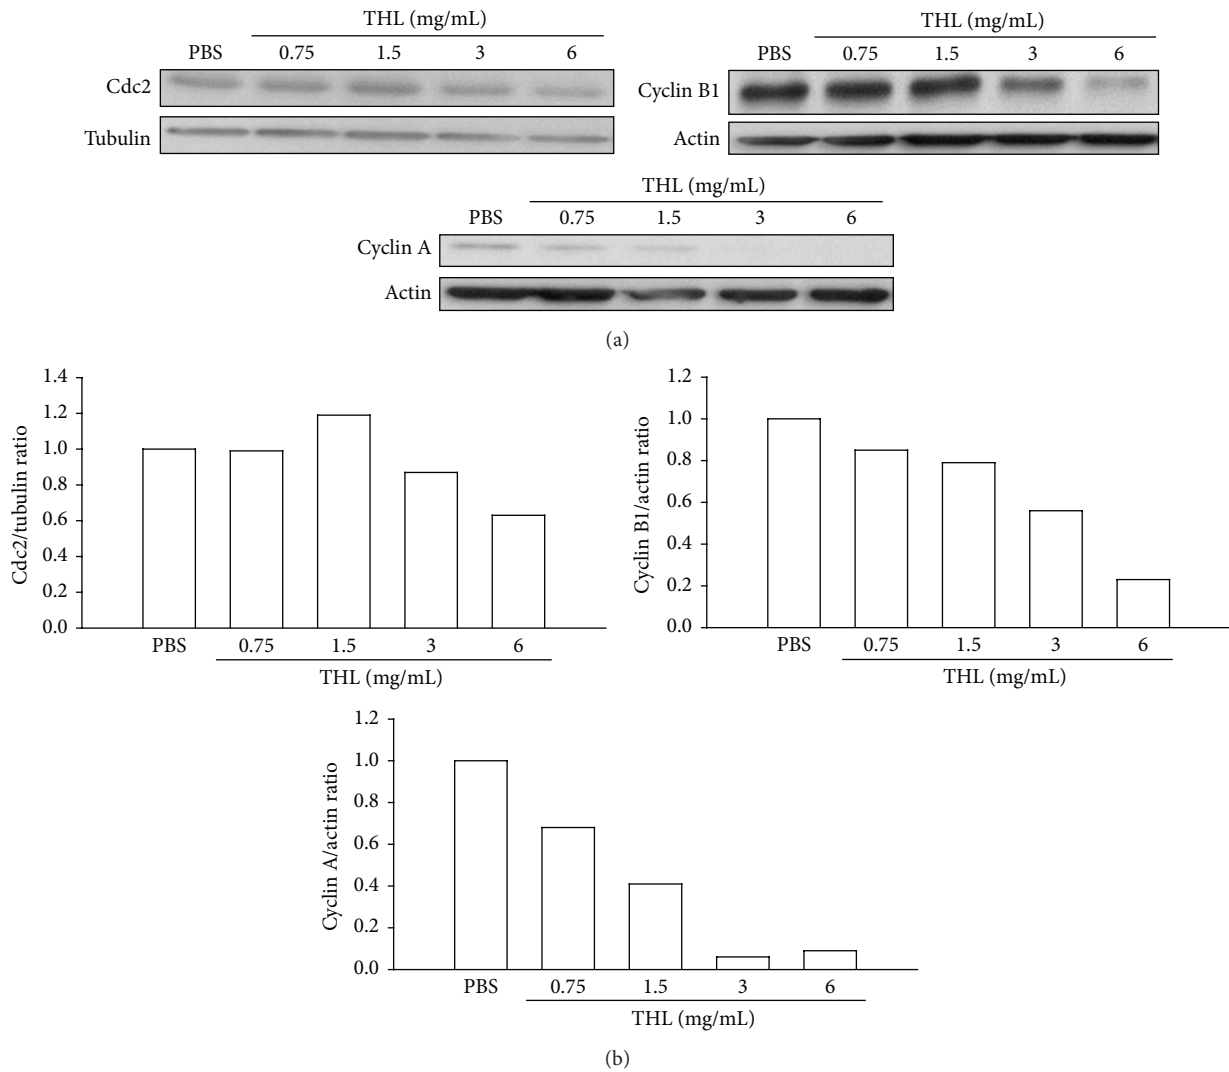 THL (mg/mL)
PBS 0.75 1.5 3 6
Cdc2
Tubulin
THL (mg/mL)
PBS 0.75 1.5 3 6
Cyclin B1
Actin
THL (mg/mL)
PBS 0.75 1.5 3 6
Cyclin A
Actin
(a)
Cdc2/tubulin ratio
1.4
1.2
1.0
0.8
0.6
0.4
0.2
0.0
PBS 0.75 1.5 3 6
THL (mg/mL)
Cyclin B1/actin ratio
1.2
1.0
0.8
0.6
0.4
0.2
0.0
PBS 0.75 1.5 3 6
THL (mg/mL)
Cyclin A/actin ratio
1.2
1.0
0.8
0.6
0.4
0.2
0.0
PBS 0.75 1.5 3 6
THL (mg/mL)
(b)